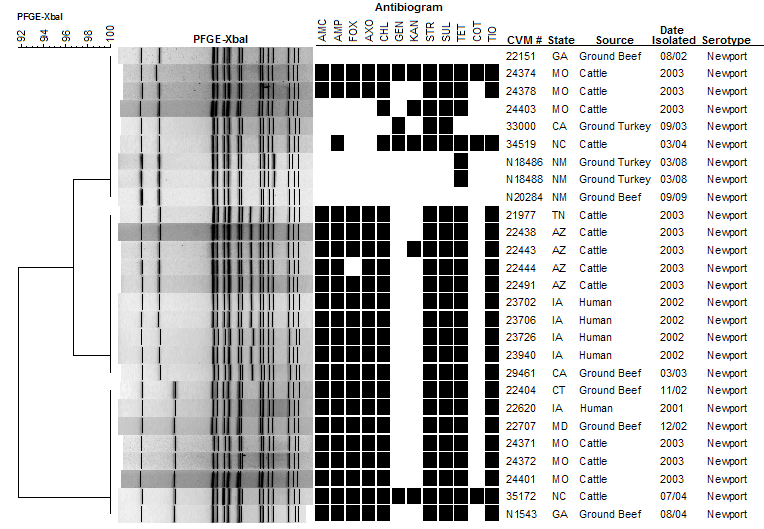 Antibiogram
PFGE-XbaI
92 94 96 98 100
PFGE-XbaI
AMC AMP FOX AXO CHL GEN KAN STR SUL TET COT TIO
CVM # State Source Date Isolated Serotype
22151 GA Ground Beef 08/02 Newport
24374 MO Cattle 2003 Newport
24378 MO Cattle 2003 Newport
24403 MO Cattle 2003 Newport
33000 CA Ground Turkey 09/03 Newport
34519 NC Cattle 03/04 Newport
N18486 NM Ground Turkey 03/08 Newport
N18488 NM Ground Turkey 03/08 Newport
N20284 NM Ground Beef 09/09 Newport
21977 TN Cattle 2003 Newport
22438 AZ Cattle 2003 Newport
22443 AZ Cattle 2003 Newport
22444 AZ Cattle 2003 Newport
22491 AZ Cattle 2003 Newport
23702 IA Human 2002 Newport
23706 IA Human 2002 Newport
23726 IA Human 2002 Newport
23940 IA Human 2002 Newport
29461 CA Ground Beef 03/03 Newport
22404 CT Ground Beef 11/02 Newport
22620 IA Human 2001 Newport
22707 MD Ground Beef 12/02 Newport
24371 MO Cattle 2003 Newport
24372 MO Cattle 2003 Newport
24401 MO Cattle 2003 Newport
35172 NC Cattle 07/04 Newport
N1543 GA Ground Beef 08/04 Newport